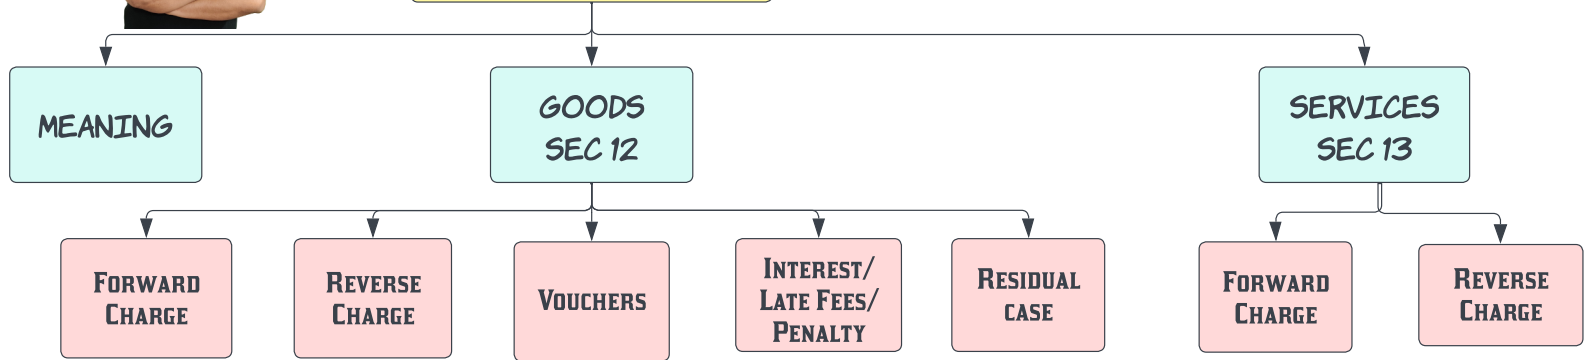 MEANING
GOODS
SEC 12
SERVICES
SEC 13
FORWARD
CHARGE
REVERSE
CHARGE
VOUCHERS
INTEREST/
LATE FEES/
PENALTY
RESIDUAL
CASE
FORWARD
CHARGE
REVERSE
CHARGE